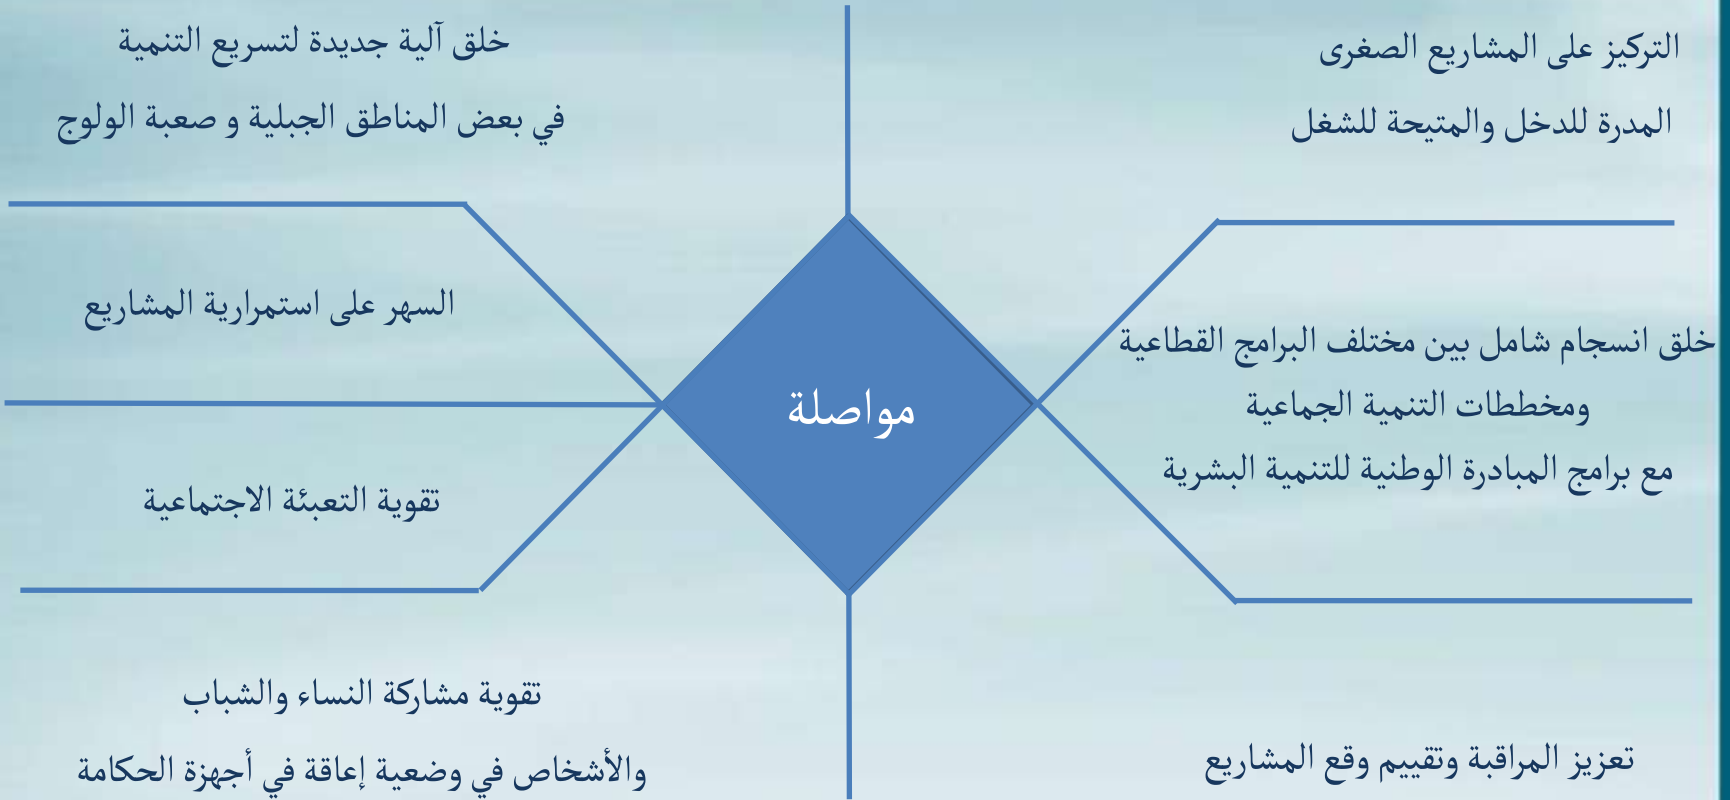 التركيز على المشاريع الصغرى
المدرة للدخل والمتيحة للشغل
خلق انسجام شامل بين مختلف البرامج القطاعية
ومخططات التنمية الجماعية
مع برامج المبادرة الوطنية للتنمية البشرية
تعزيز المراقبة وتقييم وقع المشاريع
مواصلة
خلق آلية جديدة لتسريع التنمية
في بعض المناطق الجبلية و صعبة الولوج
السهر على استمرارية المشاريع
تقوية التعبئة الاجتماعية
تقوية مشاركة النساء والشباب
والأشخاص في وضعية إعاقة في أجهزة الحكامة